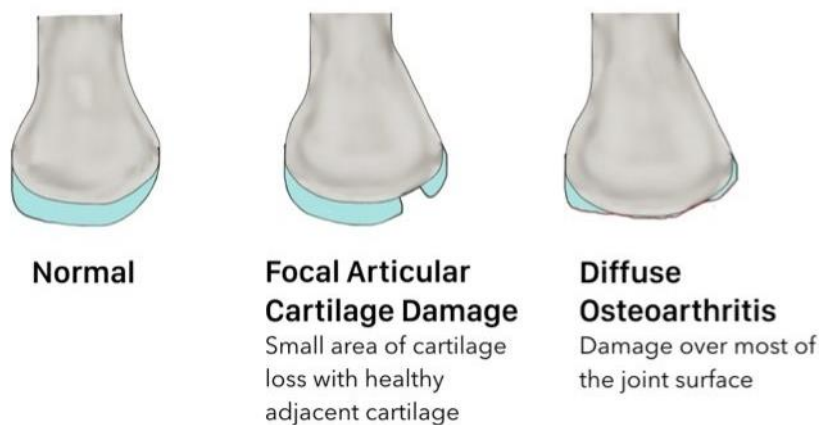 Normal
Focal Articular
Cartilage Damage
Small area of cartilage
loss with healthy
adjacent cartilage
Diffuse
Osteoarthritis
Damage over most of
the joint surface